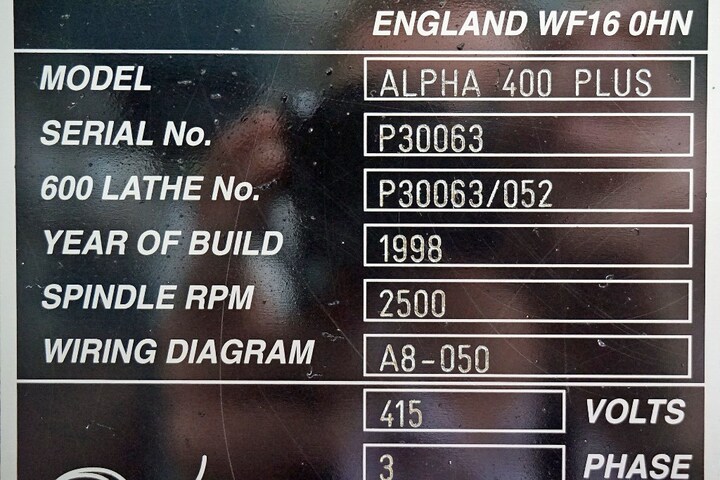 ENGLAND WF16 0HN
MODEL ALPHA 400 PLUS
SERIAL No. P30063
600 LATHE No. P30063/052
YEAR OF BUILD 1998
SPINDLE RPM 2500
WIRING DIAGRAM A8-050
415 VOLTS
3 PHASE